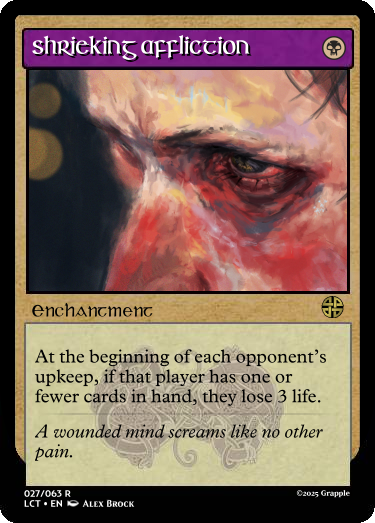 Shrieking Affliction
Enchantment
At the beginning of each opponent's
upkeep, if that player has one or
fewer cards in hand, they lose 3 life.
A wounded mind screams like no other
pain.
027/063 R
LCT • EN Alex Brock
©2025 Grapple